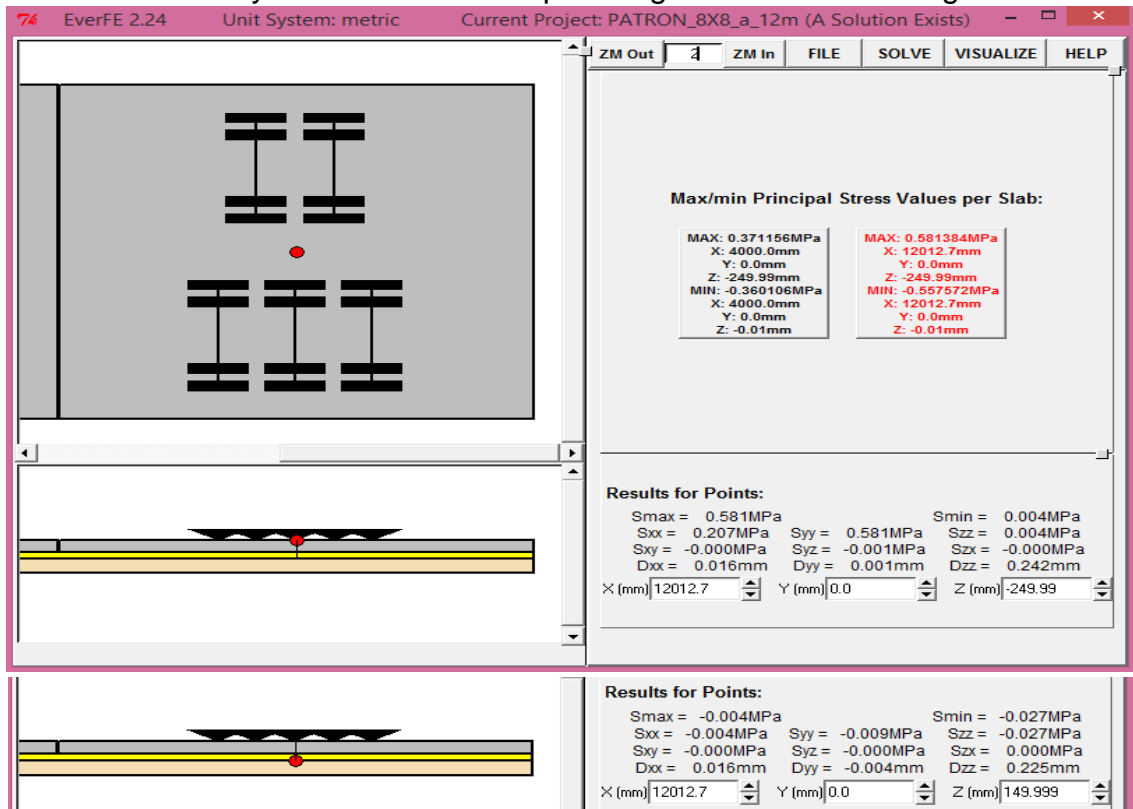 EverFE 2.24 Unit System: metric Current Project: PATRON_8X8_a_12m (A Solution Exists)
ZM Out 2 ZM In FILE SOLVE VISUALIZE HELP
Max/min Principal Stress Values per Slab:
MAX: 0.371156MPa MAX: 0.581384MPa
X: 4000.0mm X: 12012.7mm
Y: 0.0mm Y: 0.0mm
Z: -249.99mm Z: -249.99mm
MIN: -0.360106MPa MIN: -0.557572MPa
X: 4000.0mm X: 12012.7mm
Y: 0.0mm Y: 0.0mm
Z: -0.01mm Z: -0.01mm
Results for Points:
Smax = 0.581MPa Smin = 0.004MPa
Sxx = 0.207MPa Syy = 0.581MPa Szz = 0.004MPa
Sxy = -0.000MPa Syz = -0.001MPa Szx = -0.000MPa
Dxx = 0.016mm Dyy = 0.001mm Dzz = 0.242mm
X (mm) 12012.7 Y (mm) 0.0 Z (mm) -249.99
Results for Points:
Smax = -0.004MPa Smin = -0.027MPa
Sxx = -0.004MPa Syy = -0.009MPa Szz = -0.027MPa
Sxy = -0.000MPa Syz = -0.000MPa Szx = 0.000MPa
Dxx = 0.016mm Dyy = -0.004mm Dzz = 0.225mm
X (mm) 12012.7 Y (mm) 0.0 Z (mm) 149.999